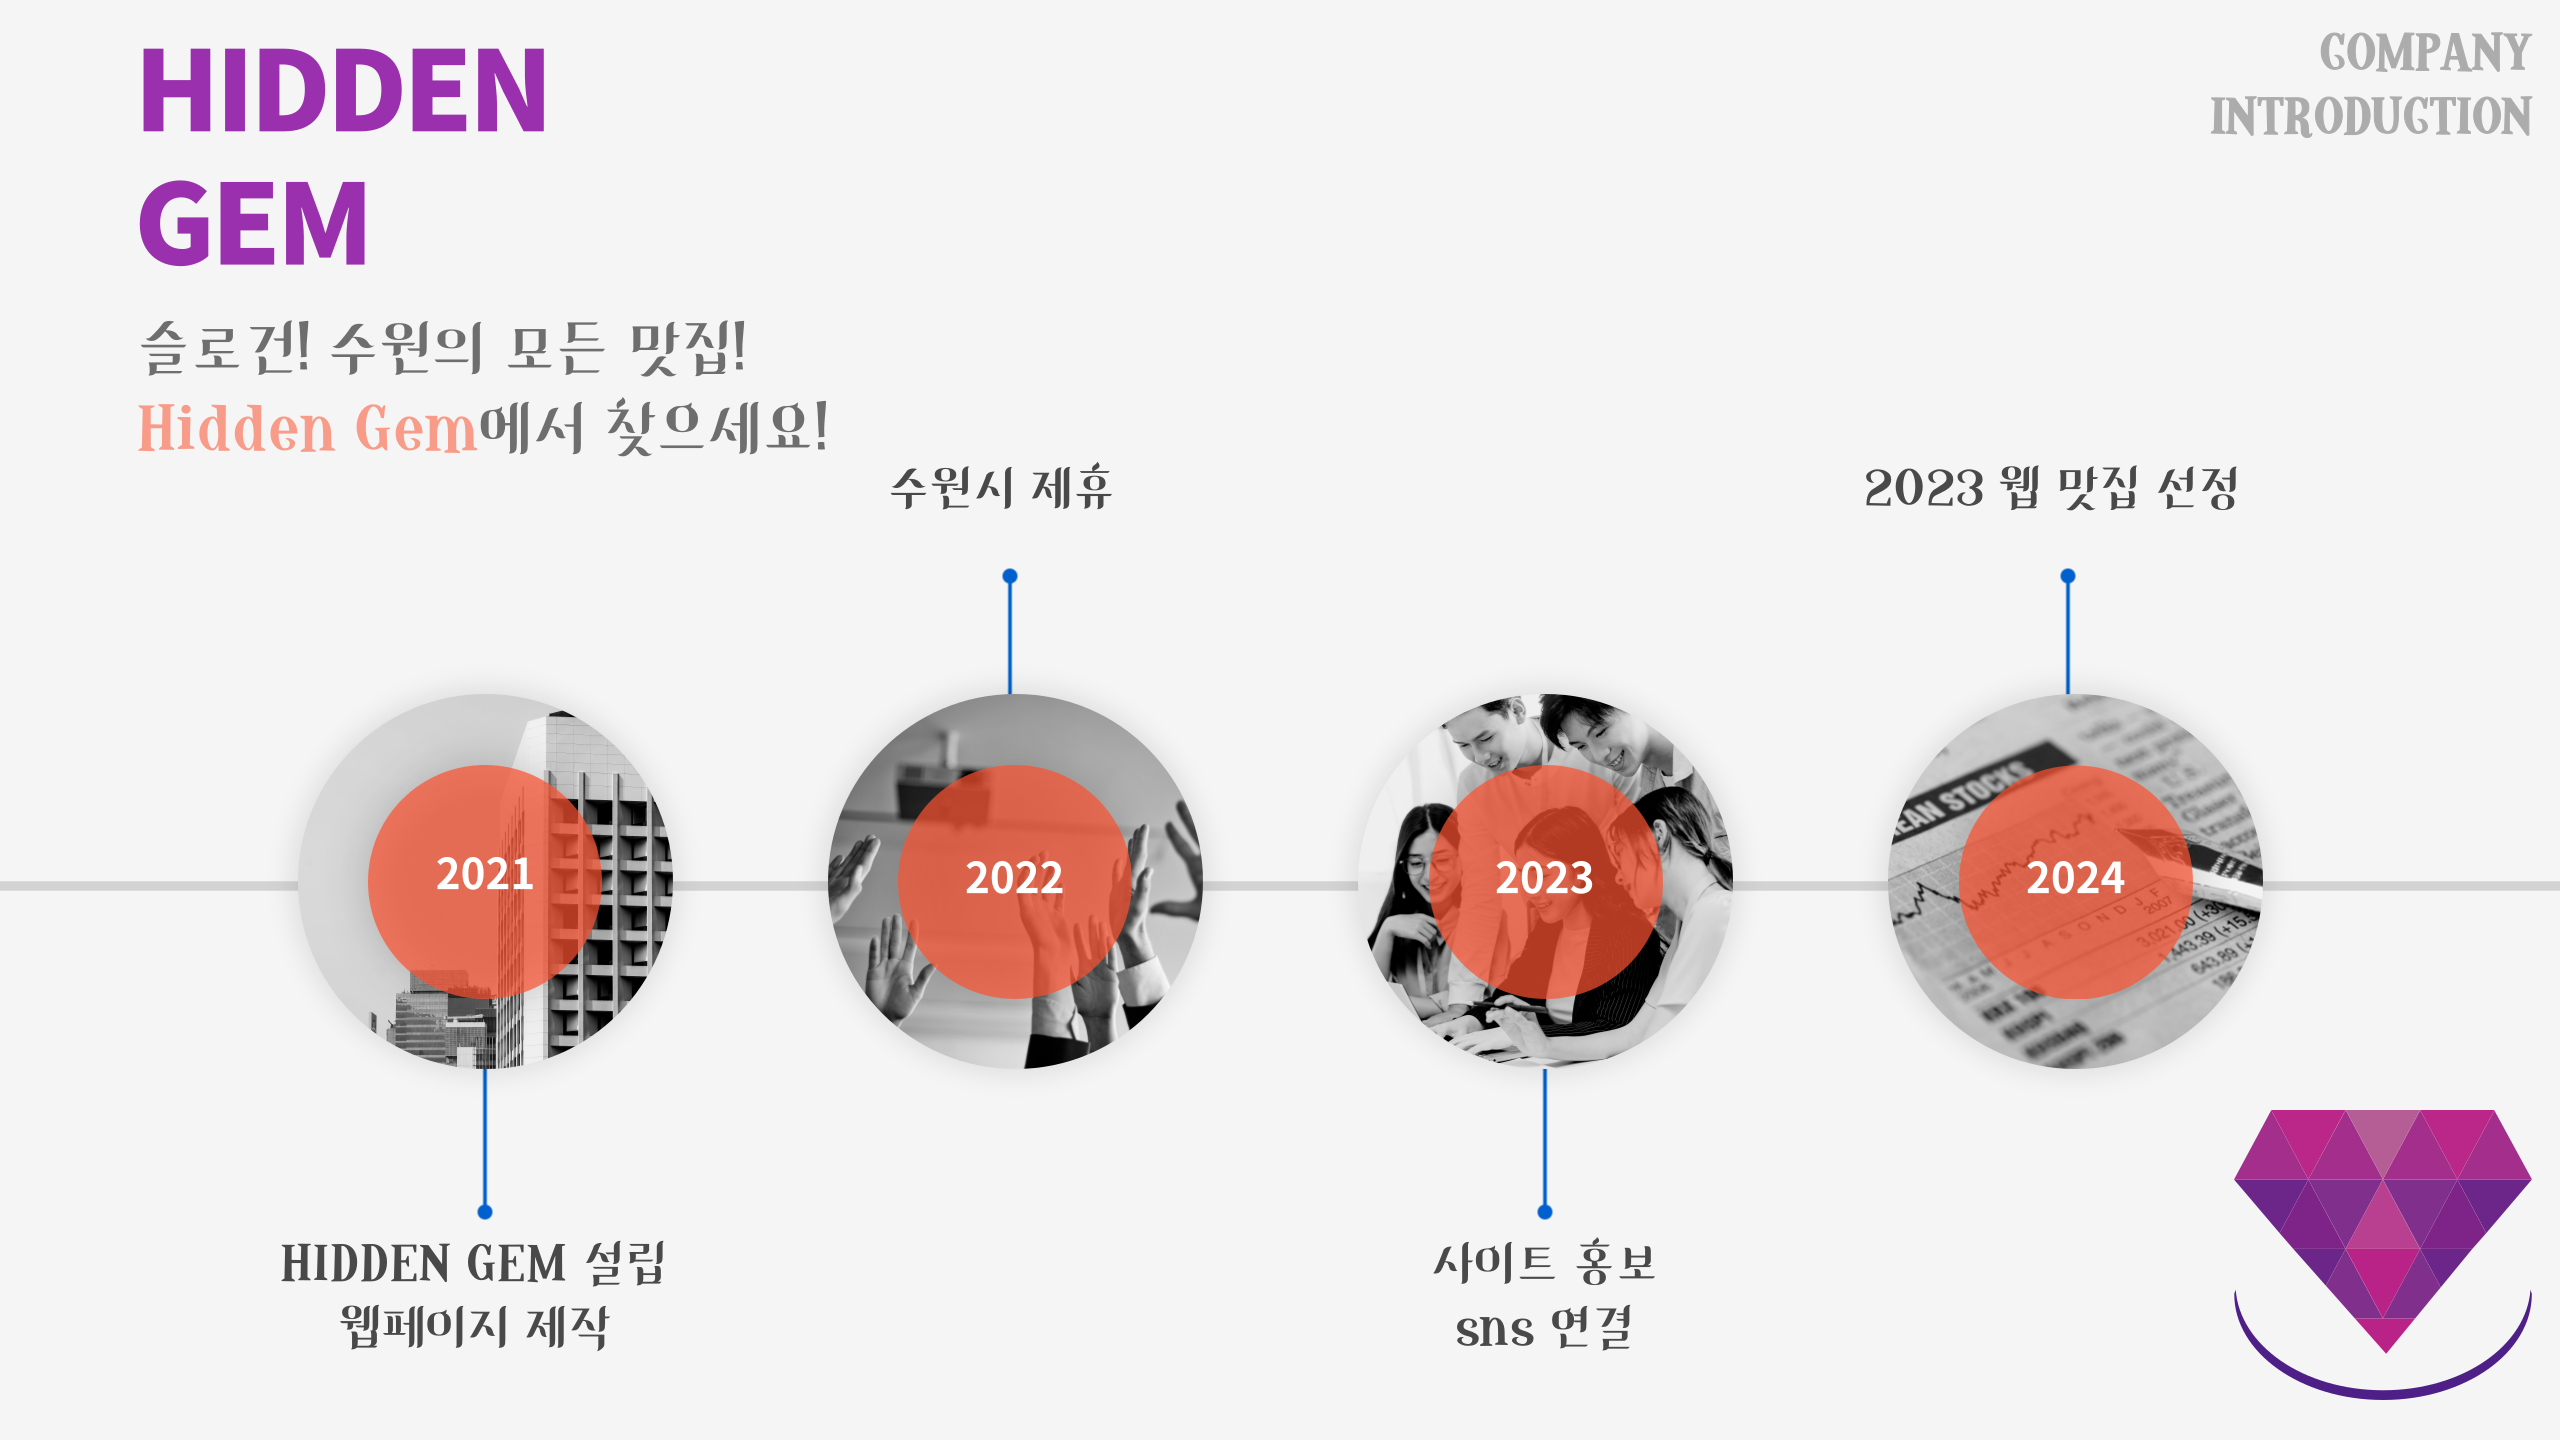 HIDDEN
GEM
COMPANY
INTRODUCTION
슬로건! 수원의 모든 맛집!
Hidden Gem에서 찾으세요!
수원시 제휴
2023 웹 맛집 선정
2021
2022
2023
2024
EAN STOCKS
HIDDEN GEM 설립
웹페이지 제작
사이트 홍보
sns 연결